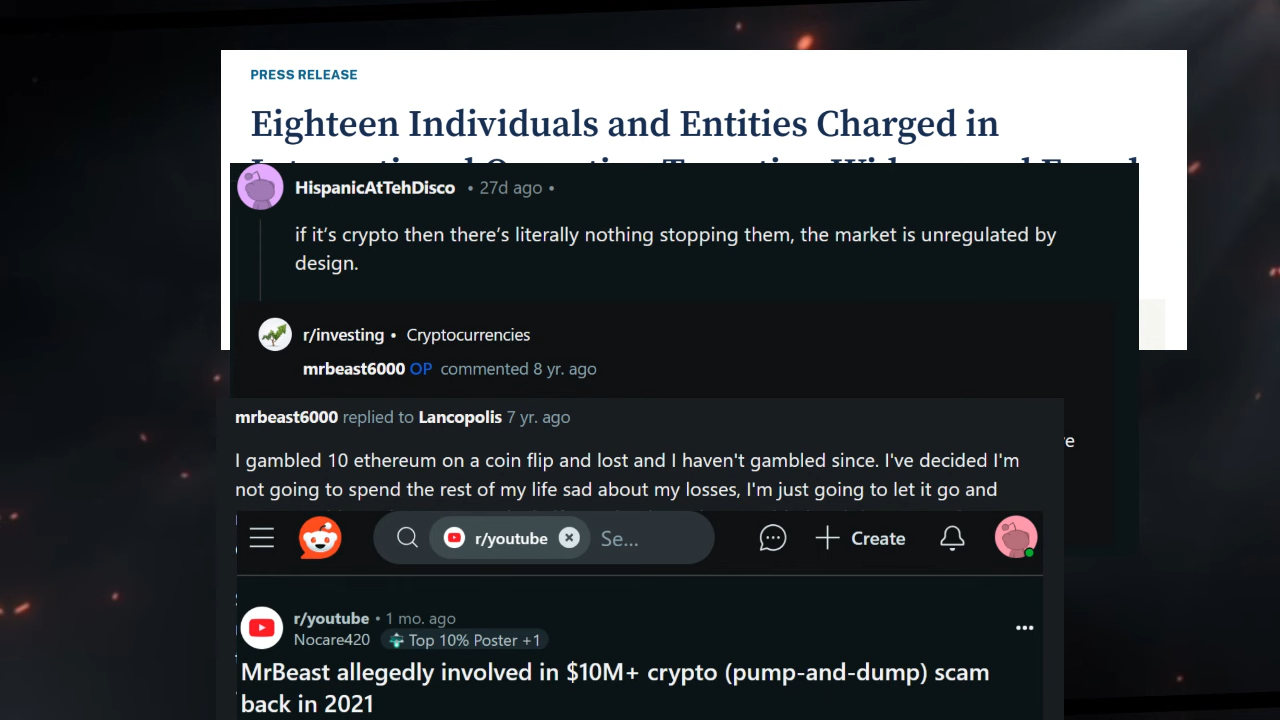 PRESS RELEASE
Eighteen Individuals and Entities Charged in
HispanicAtTehDisco • 27d ago •
if it’s crypto then there’s literally nothing stopping them, the market is unregulated by
design.
r/investing • Cryptocurrencies
mrbeast6000 OP commented 8 yr. ago
mrbeast6000 replied to Lancopolis 7 yr. ago
I gambled 10 ethereum on a coin flip and lost and I haven't gambled since. I've decided I'm
not going to spend the rest of my life sad about my losses, I'm just going to let it go and
r/youtube Se... Create
r/youtube • 1 mo. ago
Nocare420 Top 10% Poster +1
MrBeast allegedly involved in $10M+ crypto (pump-and-dump) scam
back in 2021